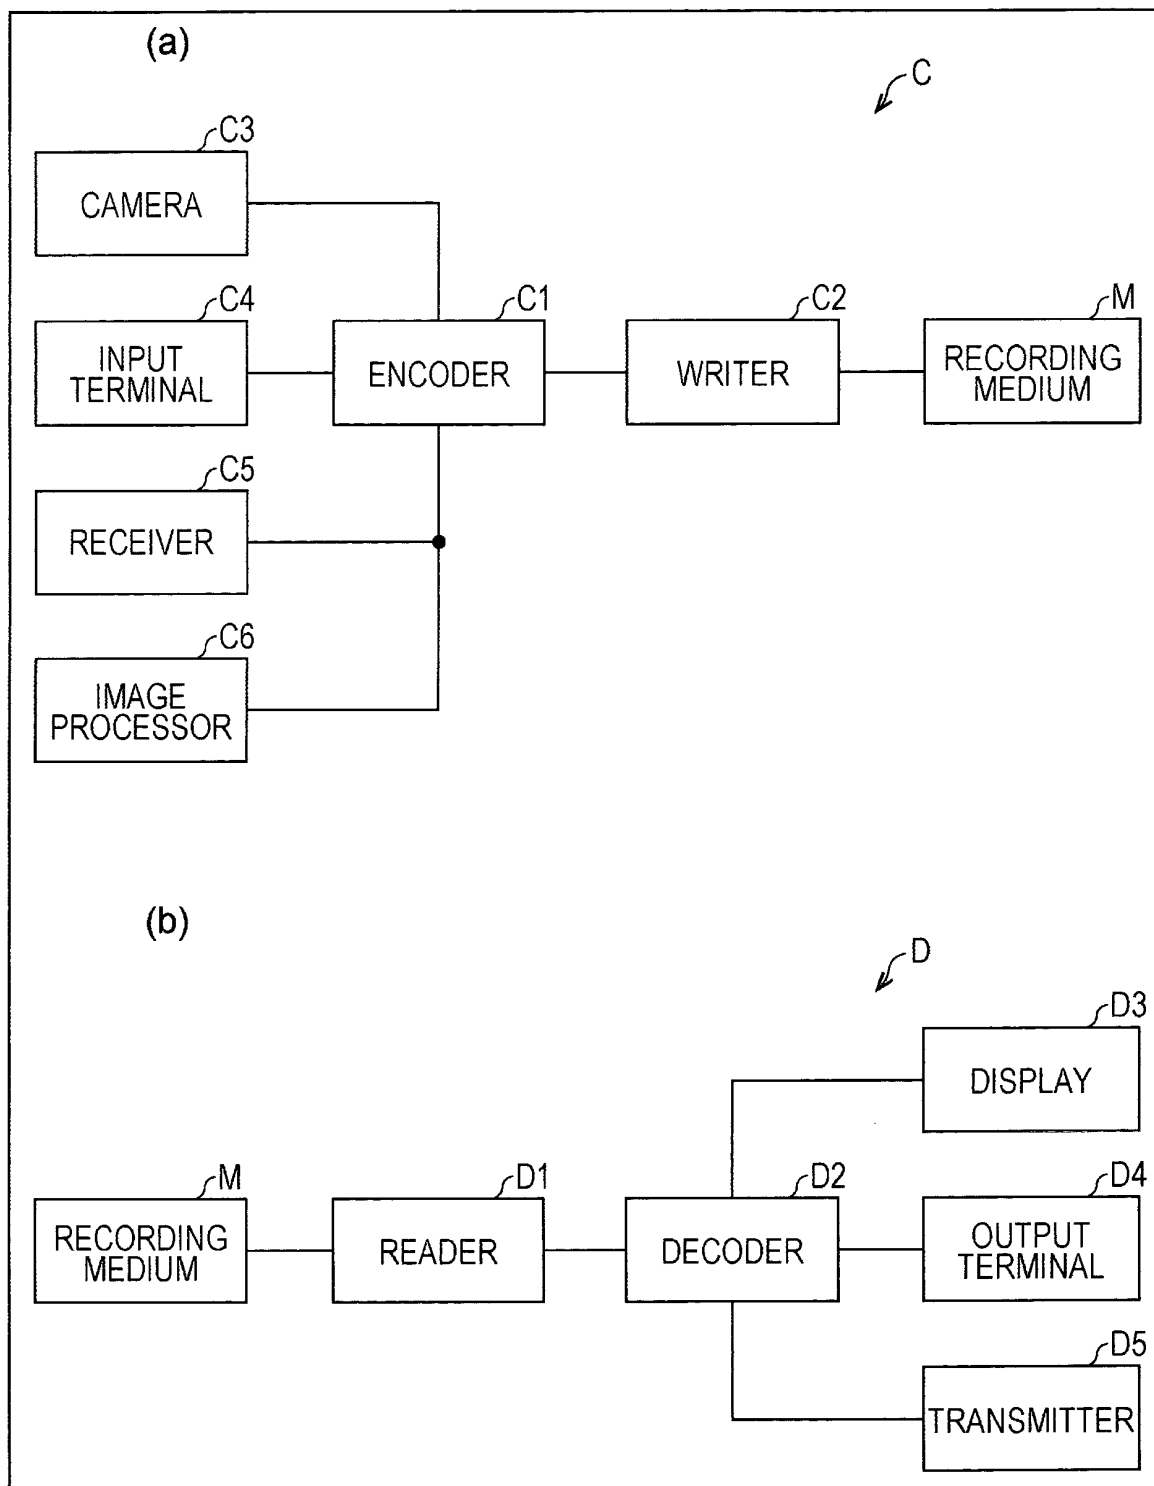 (a)
C
C3
CAMERA
C4
INPUT
TERMINAL
C1
ENCODER
C2
WRITER
M
RECORDING
MEDIUM
C5
RECEIVER
C6
IMAGE
PROCESSOR
(b)
D
D3
DISPLAY
M
RECORDING
MEDIUM
D1
READER
D2
DECODER
D4
OUTPUT
TERMINAL
D5
TRANSMITTER